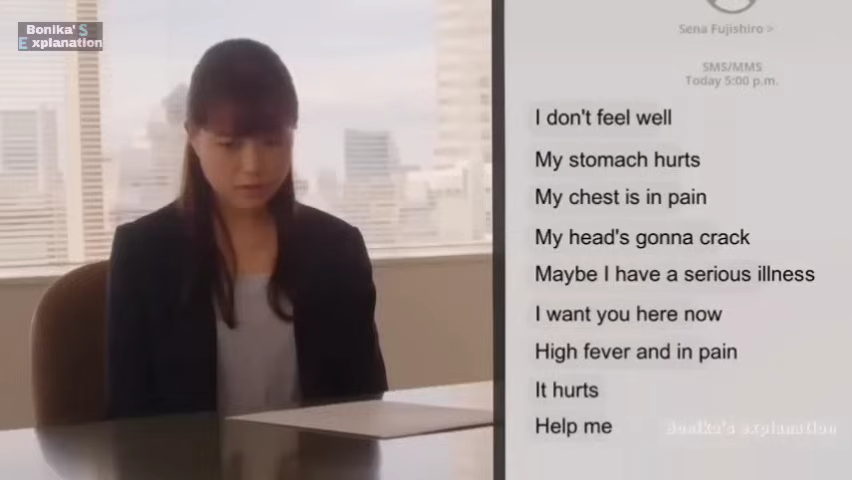 Bonika's
Explanation
Sena Fujishiro >
SMS/MMS
Today 5:00 p.m.
I don't feel well
My stomach hurts
My chest is in pain
My head's gonna crack
Maybe I have a serious illness
I want you here now
High fever and in pain
It hurts
Help me
Bonika's explanation